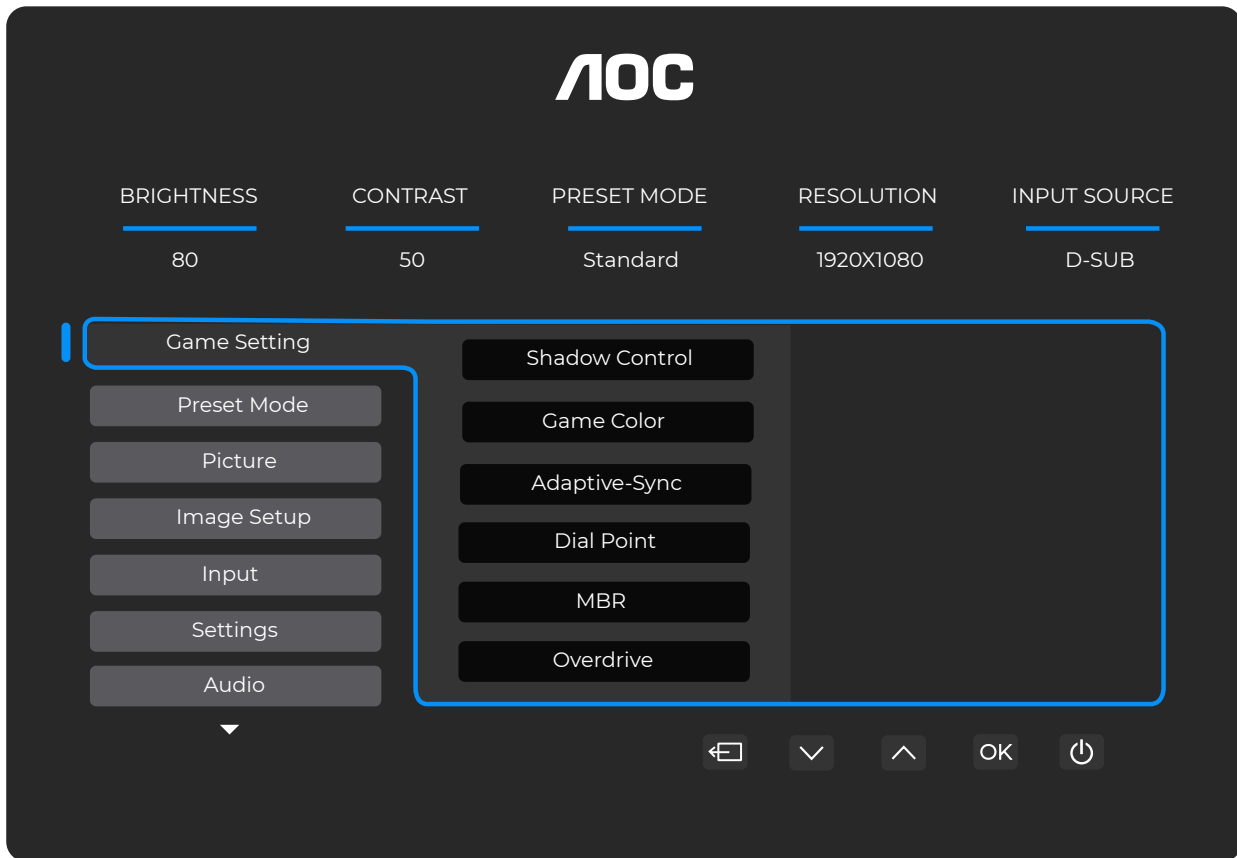 AOC
BRIGHTNESS CONTRAST PRESET MODE RESOLUTION INPUT SOURCE
80 50 Standard 1920X1080 D-SUB
Game Setting
Preset Mode
Picture
Image Setup
Input
Settings
Audio
Shadow Control
Game Color
Adaptive-Sync
Dial Point
MBR
Overdrive
OK